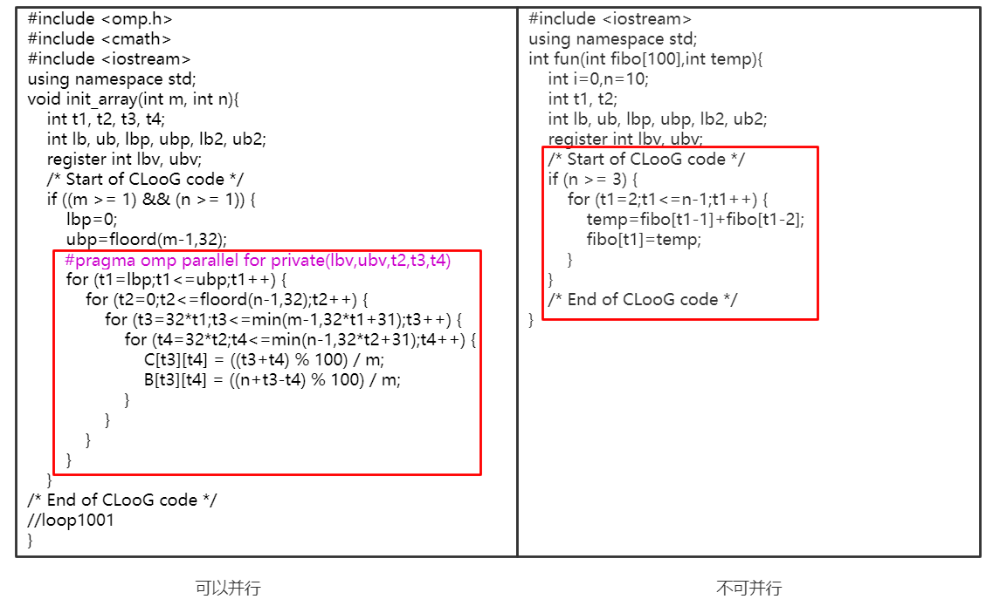 #include <omp.h>
#include <cmath>
#include <iostream>
using namespace std;
void init_array(int m, int n){
int t1, t2, t3, t4;
int lb, ub, lbp, ubp, lb2, ub2;
register int lbv, ubv;
/* Start of CLooG code */
if ((m >= 1) && (n >= 1)) {
lbp=0;
ubp=floord(m-1,32);
#pragma omp parallel for private(lbv,ubv,t2,t3,t4)
for (t1=lbp;t1<=ubp;t1++) {
for (t2=0;t2<=floord(n-1,32);t2++) {
for (t3=32*t1;t3<=min(m-1,32*t1+31);t3++) {
for (t4=32*t2;t4<=min(n-1,32*t2+31);t4++) {
C[t3][t4] = ((t3+t4) % 100) / m;
B[t3][t4] = ((n+t3-t4) % 100) / m;
}
}
}
}
}
/* End of CLooG code */
//loop1001
}
可以并行
#include <iostream>
using namespace std;
int fun(int fibo[100],int temp){
int i=0,n=10;
int t1, t2;
int lb, ub, lbp, ubp, lb2, ub2;
register int lbv, ubv;
/* Start of CLooG code */
if (n >= 3) {
for (t1=2;t1<=n-1;t1++) {
temp=fibo[t1-1]+fibo[t1-2];
fibo[t1]=temp;
}
}
/* End of CLooG code */
}
不可并行